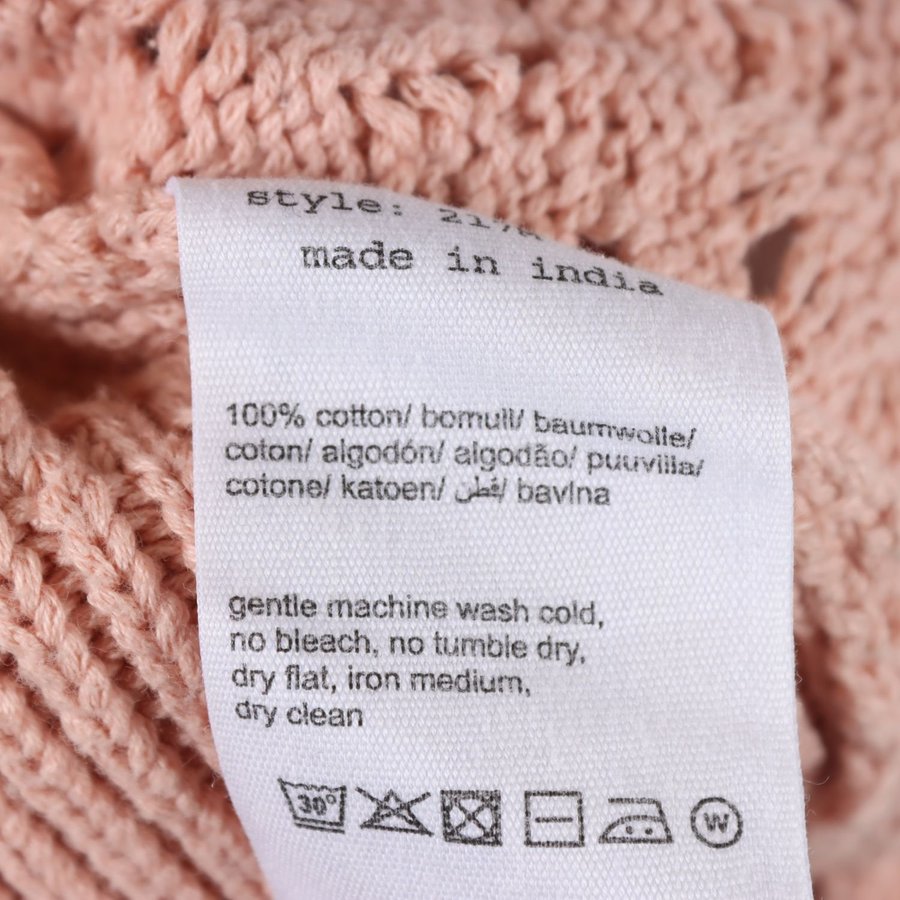 style:
made in india
100% cotton/ bomull/ baumwolle/
coton/ algodón/ algodão/ puuvilla/
cotone/ katoen/ قطن/ bavlna
gentle machine wash cold,
no bleach, no tumble dry,
dry flat, iron medium,
dry clean
30° W